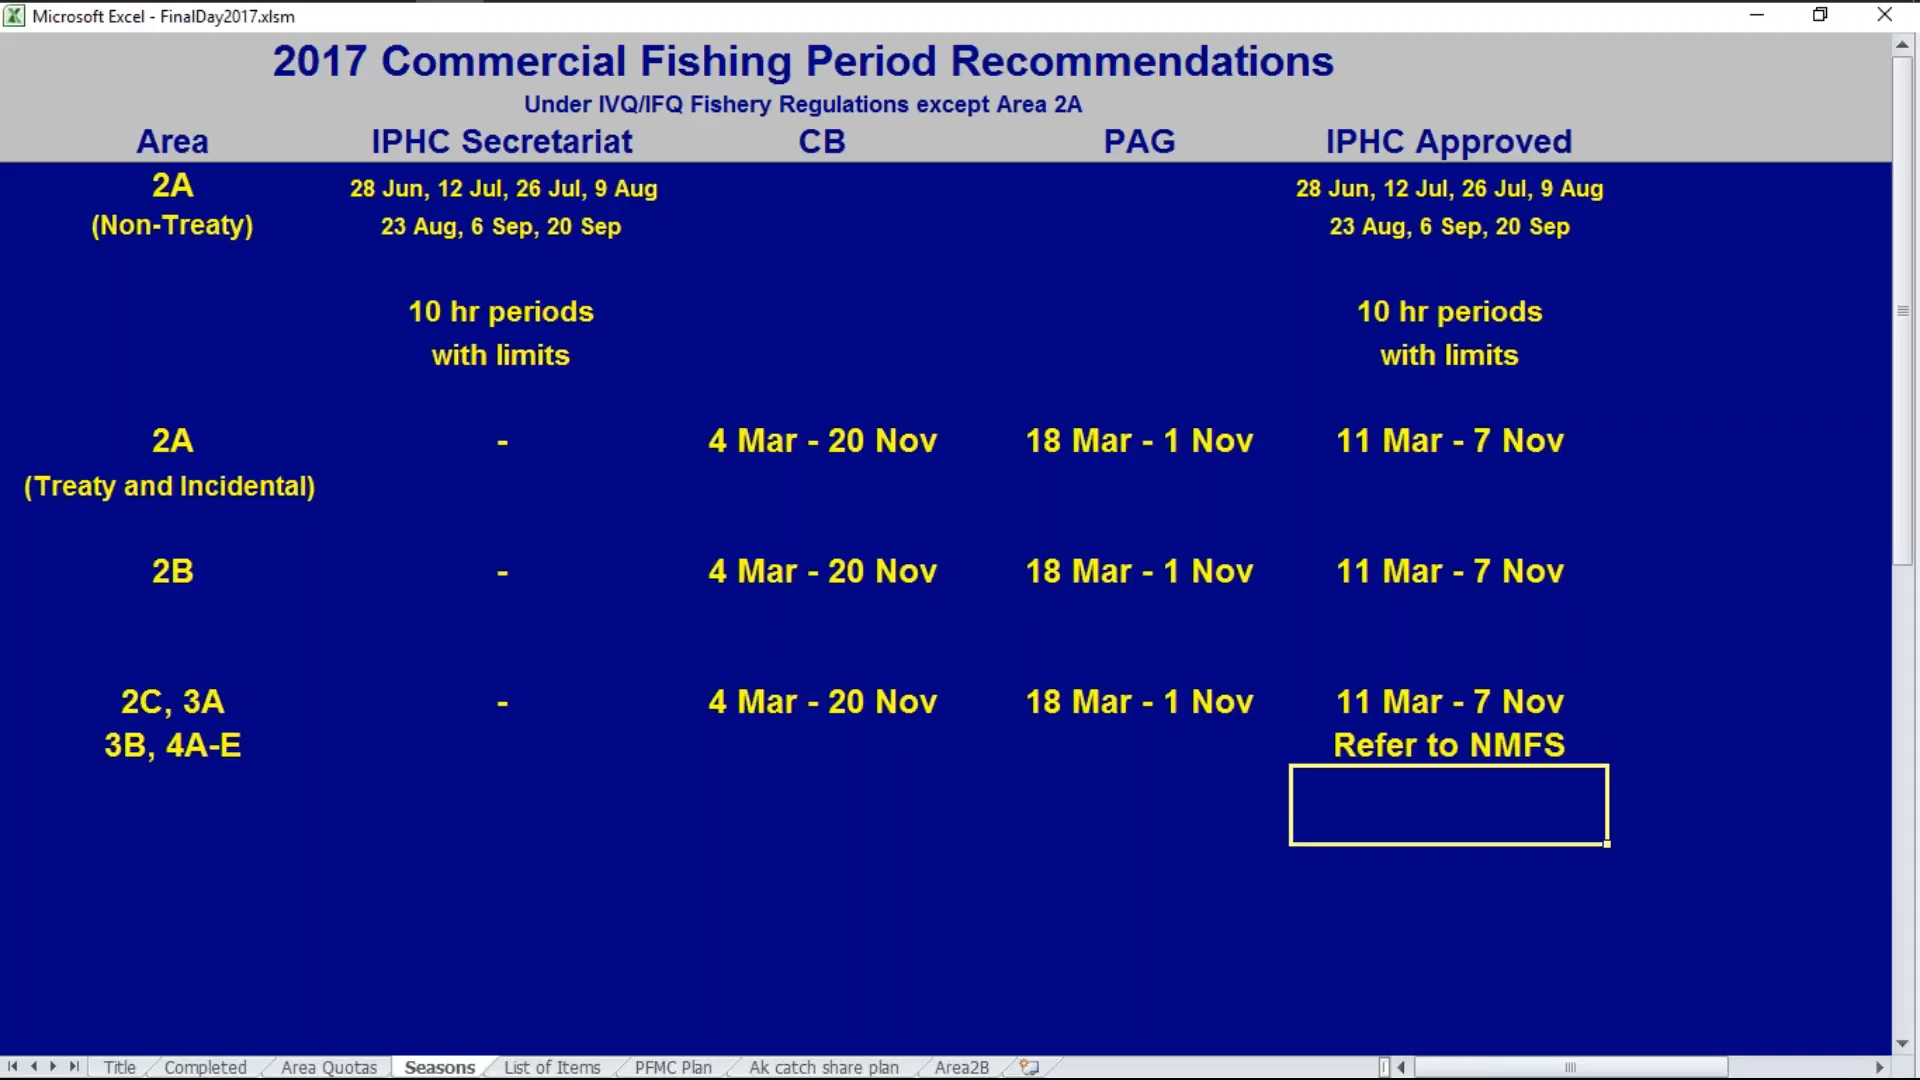 Microsoft Excel - FinalDay2017.xlsm
2017 Commercial Fishing Period Recommendations
Under IVQ/IFQ Fishery Regulations except Area 2A
Area IPHC Secretariat CB PAG IPHC Approved
2A 28 Jun, 12 Jul, 26 Jul, 9 Aug 28 Jun, 12 Jul, 26 Jul, 9 Aug
(Non-Treaty) 23 Aug, 6 Sep, 20 Sep 23 Aug, 6 Sep, 20 Sep
10 hr periods 10 hr periods
with limits with limits
2A - 4 Mar - 20 Nov 18 Mar - 1 Nov 11 Mar - 7 Nov
(Treaty and Incidental)
2B - 4 Mar - 20 Nov 18 Mar - 1 Nov 11 Mar - 7 Nov
2C, 3A - 4 Mar - 20 Nov 18 Mar - 1 Nov 11 Mar - 7 Nov
3B, 4A-E Refer to NMFS
Title Completed Area Quotas Seasons List of Items PFMC Plan Ak catch share plan Area2B